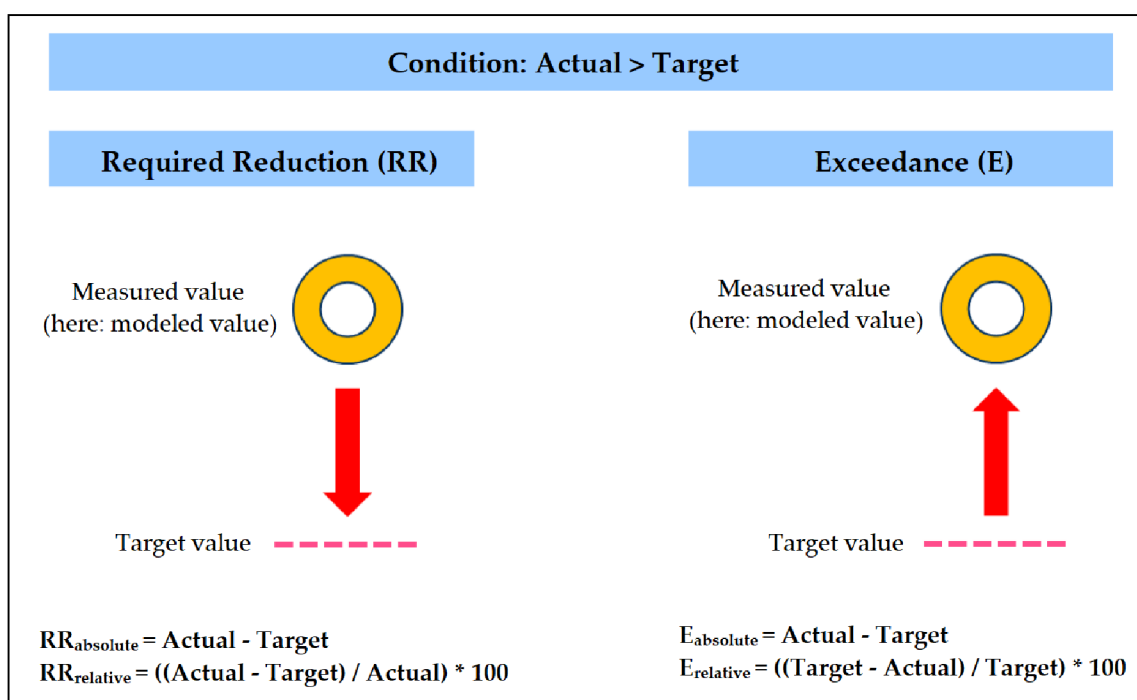 Condition: Actual > Target
Required Reduction (RR)
Exceedance (E)
Measured value
(here: modeled value)
Measured value
(here: modeled value)
Target value
Target value
RRabsolute = Actual - Target
RRrelative = ((Actual - Target) / Actual) * 100
Eabsolute = Actual - Target
Erelative = ((Target - Actual) / Target) * 100